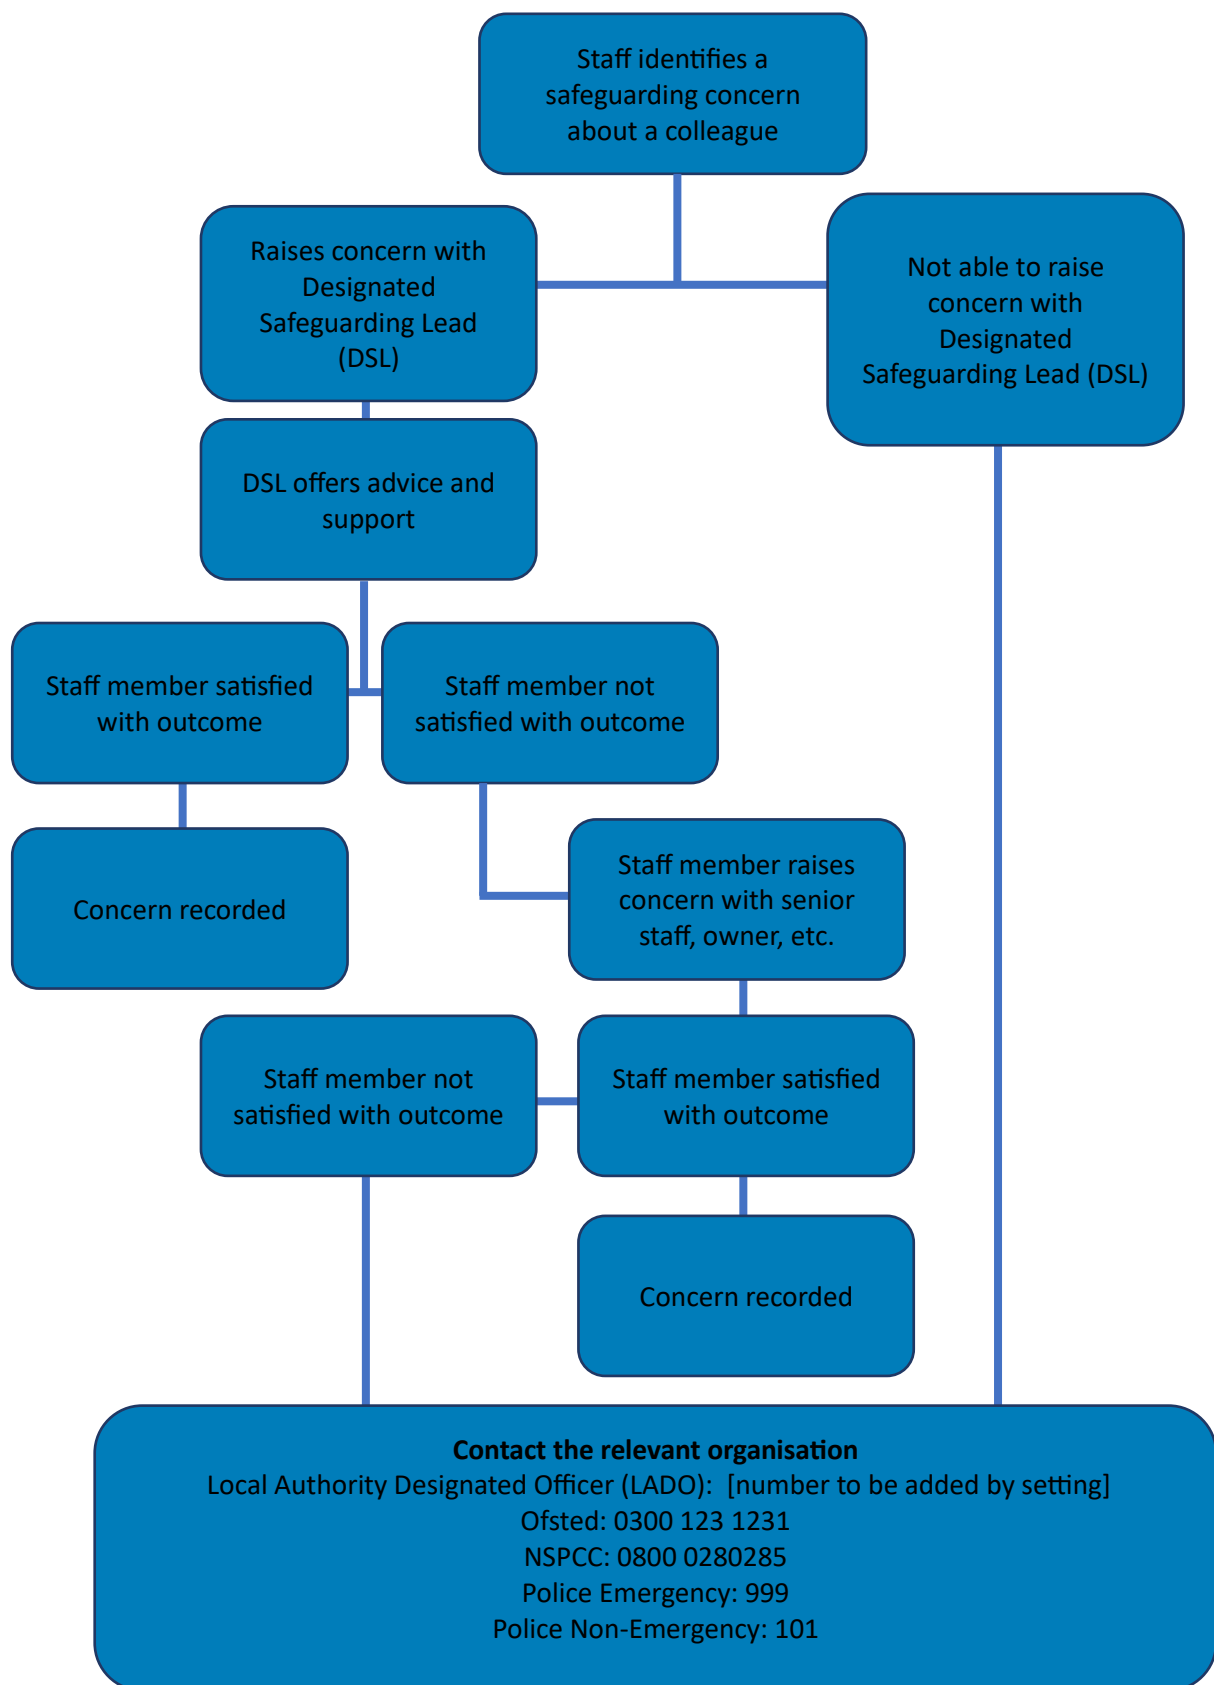 Staff identifies a
safeguarding concern
about a colleague
Raises concern with
Designated
Safeguarding Lead
(DSL)
Not able to raise
concern with
Designated
Safeguarding Lead (DSL)
DSL offers advice and
support
Staff member satisfied
with outcome
Staff member not
satisfied with outcome
Concern recorded
Staff member raises
concern with senior
staff, owner, etc.
Staff member not
satisfied with outcome
Staff member satisfied
with outcome
Concern recorded
Contact the relevant organisation
Local Authority Designated Officer (LADO):  [number to be added by setting]
Ofsted: 0300 123 1231
NSPCC: 0800 0280285
Police Emergency: 999
Police Non-Emergency: 101